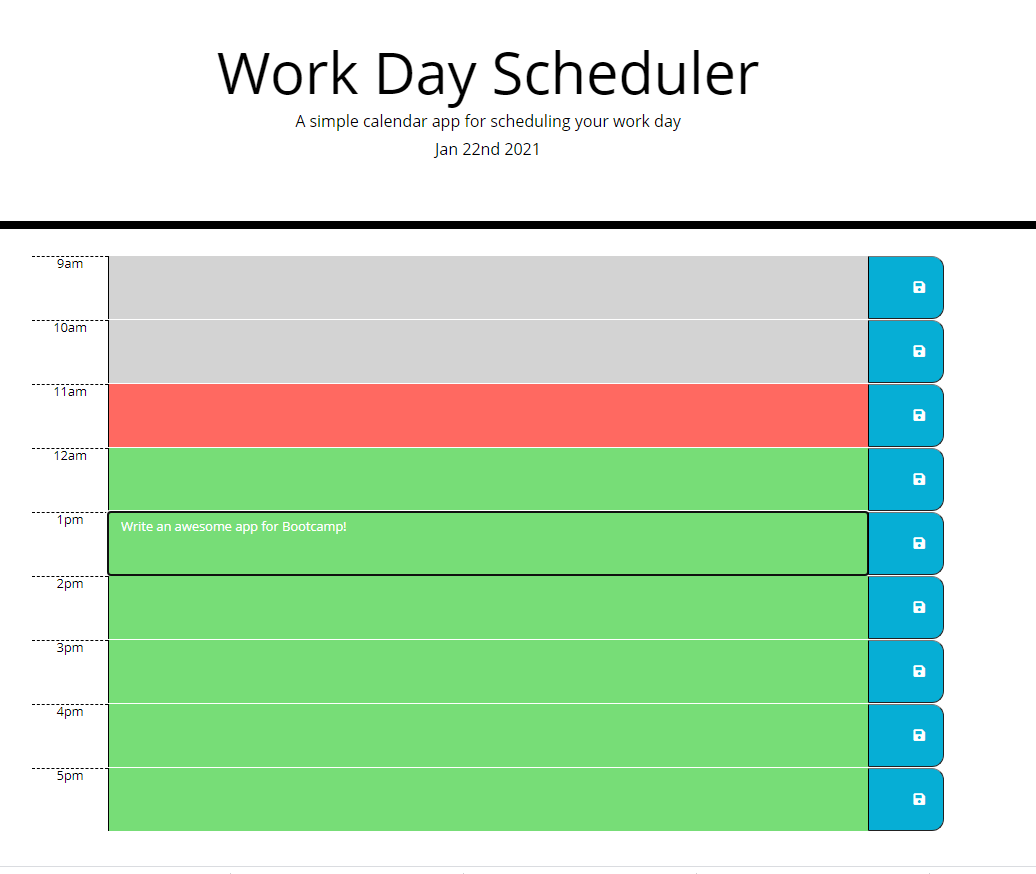 Work Day Scheduler
A simple calendar app for scheduling your work day
Jan 22nd 2021
9am
10am
11am
12am
1pm
Write an awesome app for Bootcamp!
2pm
3pm
4pm
5pm